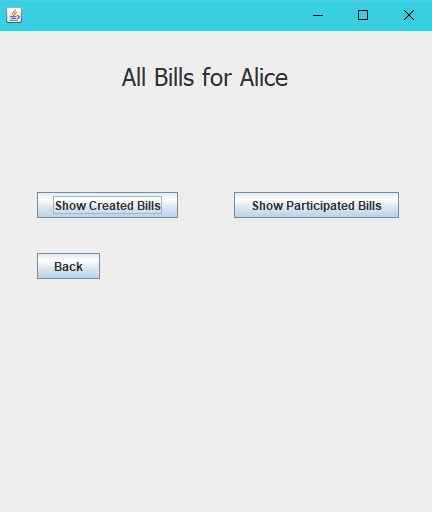 All Bills for Alice
Show Created Bills
Show Participated Bills
Back